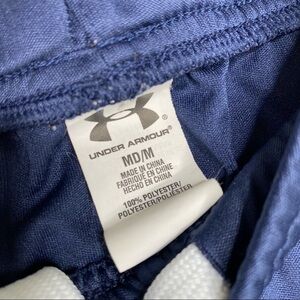 UNDER ARMOUR®
MD/M
MADE IN CHINA
FABRIQUÉ EN CHINE
HECHO EN CHINA
100% POLYESTER/
POLYESTER/POLIÉSTER